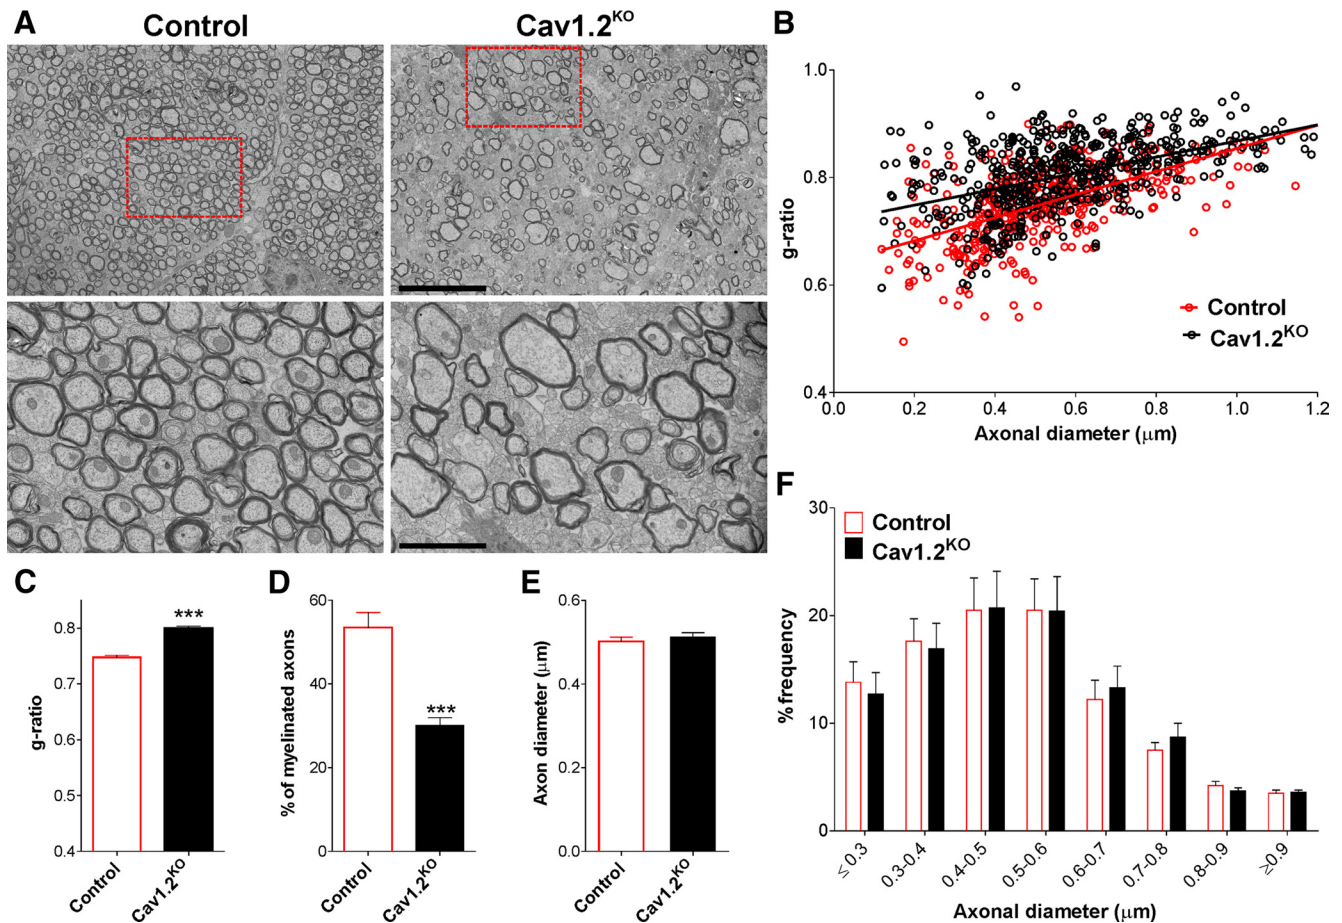 A
Control
Cav1.2KO
B
1.0
0.8
0.6
0.4
g-ratio
0.0 0.2 0.4 0.6 0.8 1.0 1.2
Axonal diameter (μm)
Control
Cav1.2KO
C
0.8
0.7
0.6
0.5
0.4
g-ratio
***
Control
Cav1.2KO
D
60
40
20
0
% of myelinated axons
***
Control
Cav1.2KO
E
0.6
0.4
0.2
0.0
Axon diameter (μm)
Control
Cav1.2KO
F
30
20
10
0
%frequency
Control
Cav1.2KO
≤ 0.3 0.3-0.4 0.4-0.5 0.5-0.6 0.6-0.7 0.7-0.8 0.8-0.9 ≥0.9
Axonal diameter (μm)